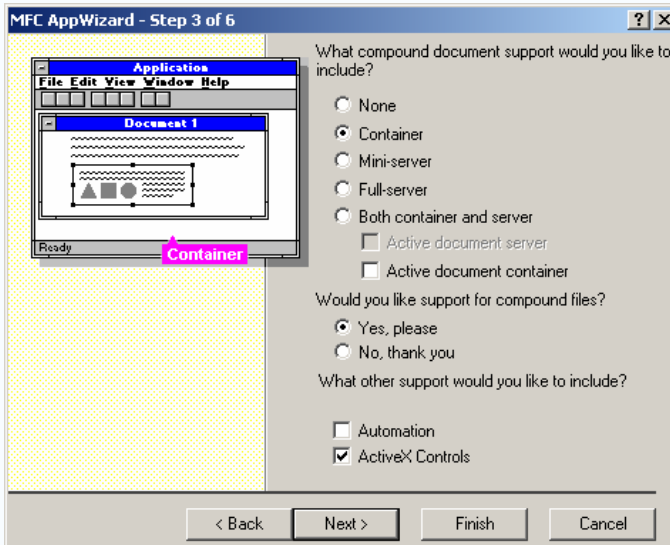 MFC AppWizard - Step 3 of 6
Application
File Edit View Window Help
Document 1
Ready
Container
What compound document support would you like to
include?
None
Container
Mini-server
Full-server
Both container and server
Active document server
Active document container
Would you like support for compound files?
Yes, please
No, thank you
What other support would you like to include?
Automation
ActiveX Controls
< Back
Next >
Finish
Cancel